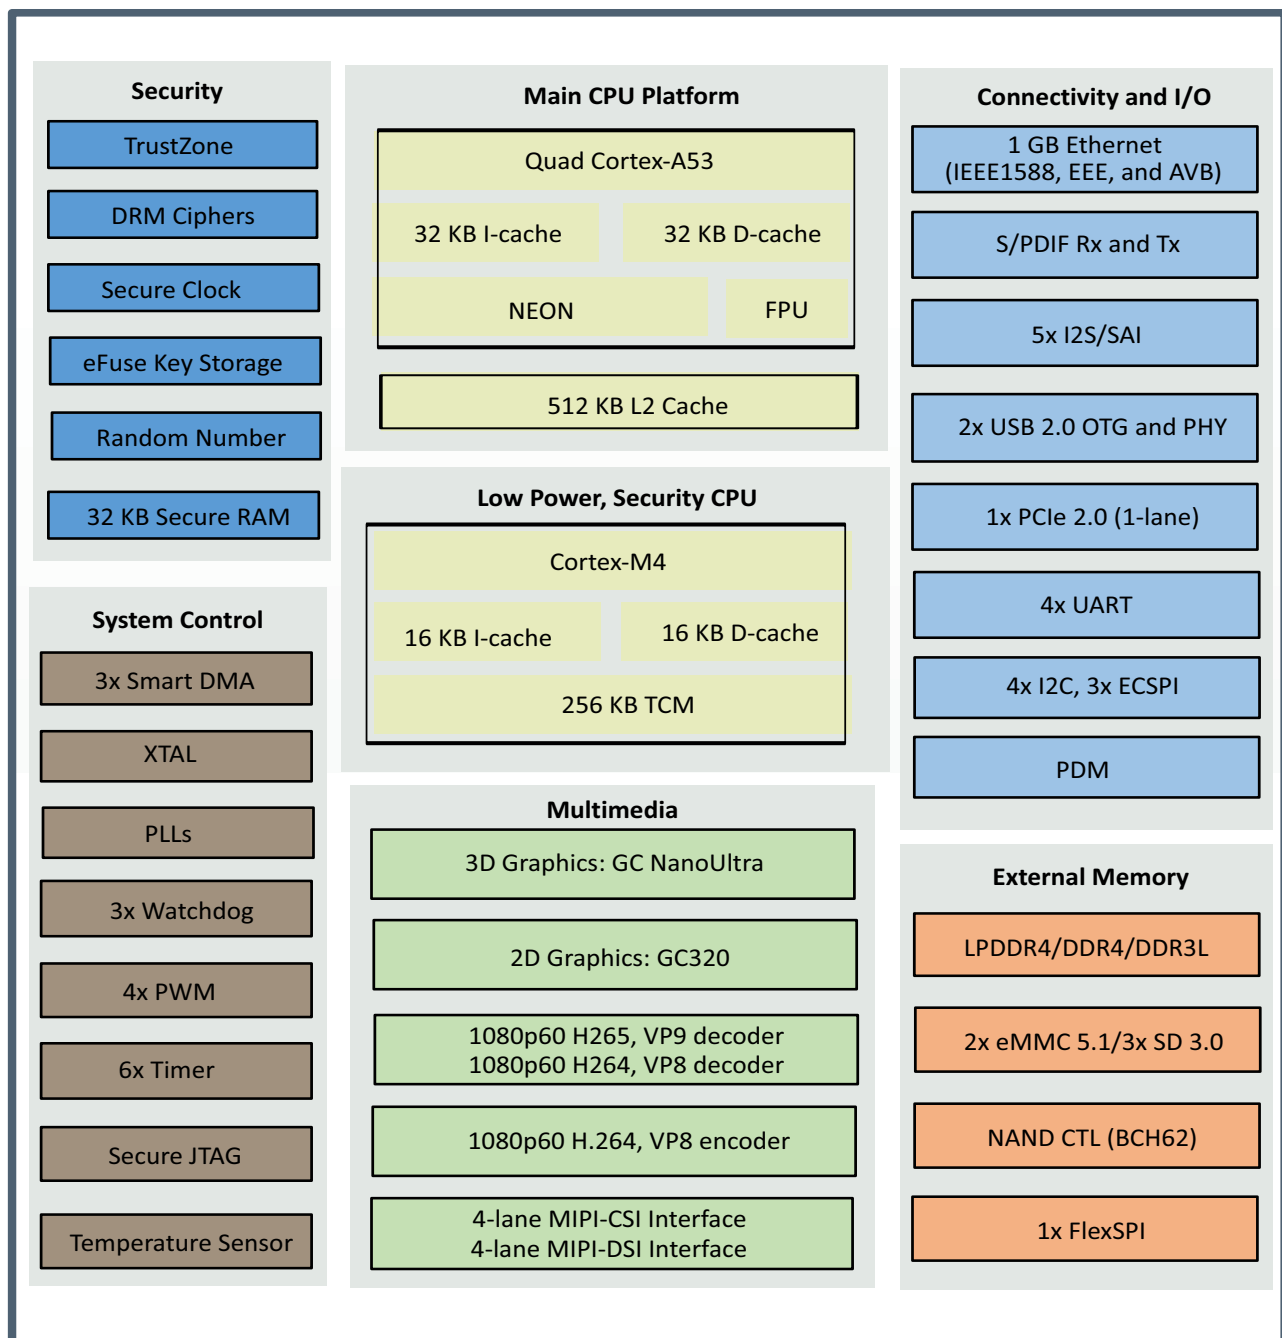 Security
TrustZone
DRM Ciphers
Secure Clock
eFuse Key Storage
Random Number
32 KB Secure RAM
System Control
3x Smart DMA
XTAL
PLLs
3x Watchdog
4x PWM
6x Timer
Secure JTAG
Temperature Sensor
Main CPU Platform
Quad Cortex-A53
32 KB I-cache
32 KB D-cache
NEON
FPU
512 KB L2 Cache
Low Power, Security CPU
Cortex-M4
16 KB I-cache
16 KB D-cache
256 KB TCM
Multimedia
3D Graphics: GC NanoUltra
2D Graphics: GC320
1080p60 H265, VP9 decoder
1080p60 H264, VP8 decoder
1080p60 H.264, VP8 encoder
4-lane MIPI-CSI Interface
4-lane MIPI-DSI Interface
Connectivity and I/O
1 GB Ethernet
(IEEE1588, EEE, and AVB)
S/PDIF Rx and Tx
5x I2S/SAI
2x USB 2.0 OTG and PHY
1x PCIe 2.0 (1-lane)
4x UART
4x I2C, 3x ECSPI
PDM
External Memory
LPDDR4/DDR4/DDR3L
2x eMMC 5.1/3x SD 3.0
NAND CTL (BCH62)
1x FlexSPI